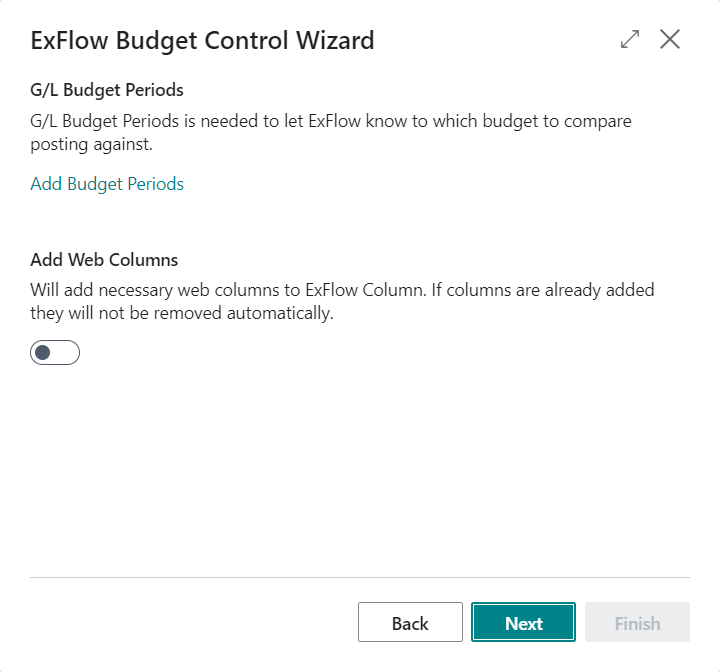 ExFlow Budget Control Wizard
G/L Budget Periods
G/L Budget Periods is needed to let ExFlow know to which budget to compare
posting against.
Add Budget Periods
Add Web Columns
Will add necessary web columns to ExFlow Column. If columns are already added
they will not be removed automatically.
Back
Next
Finish